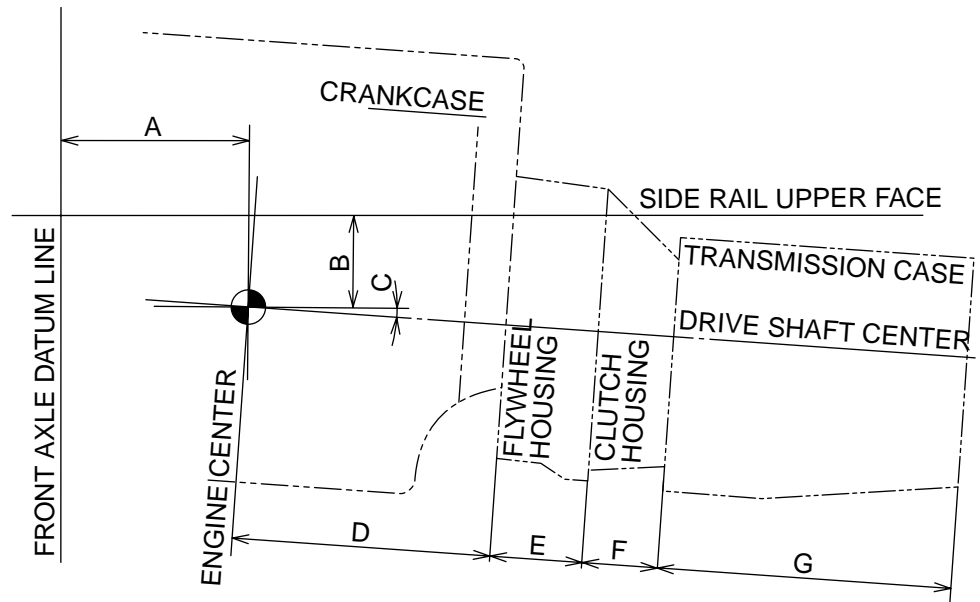 CRANKCASE
A
SIDE RAIL UPPER FACE
B
C
TRANSMISSION CASE
DRIVE SHAFT CENTER
FRONT AXLE DATUM LINE
ENGINE CENTER
FLYWHEEL
HOUSING
CLUTCH
HOUSING
D
E
F
G